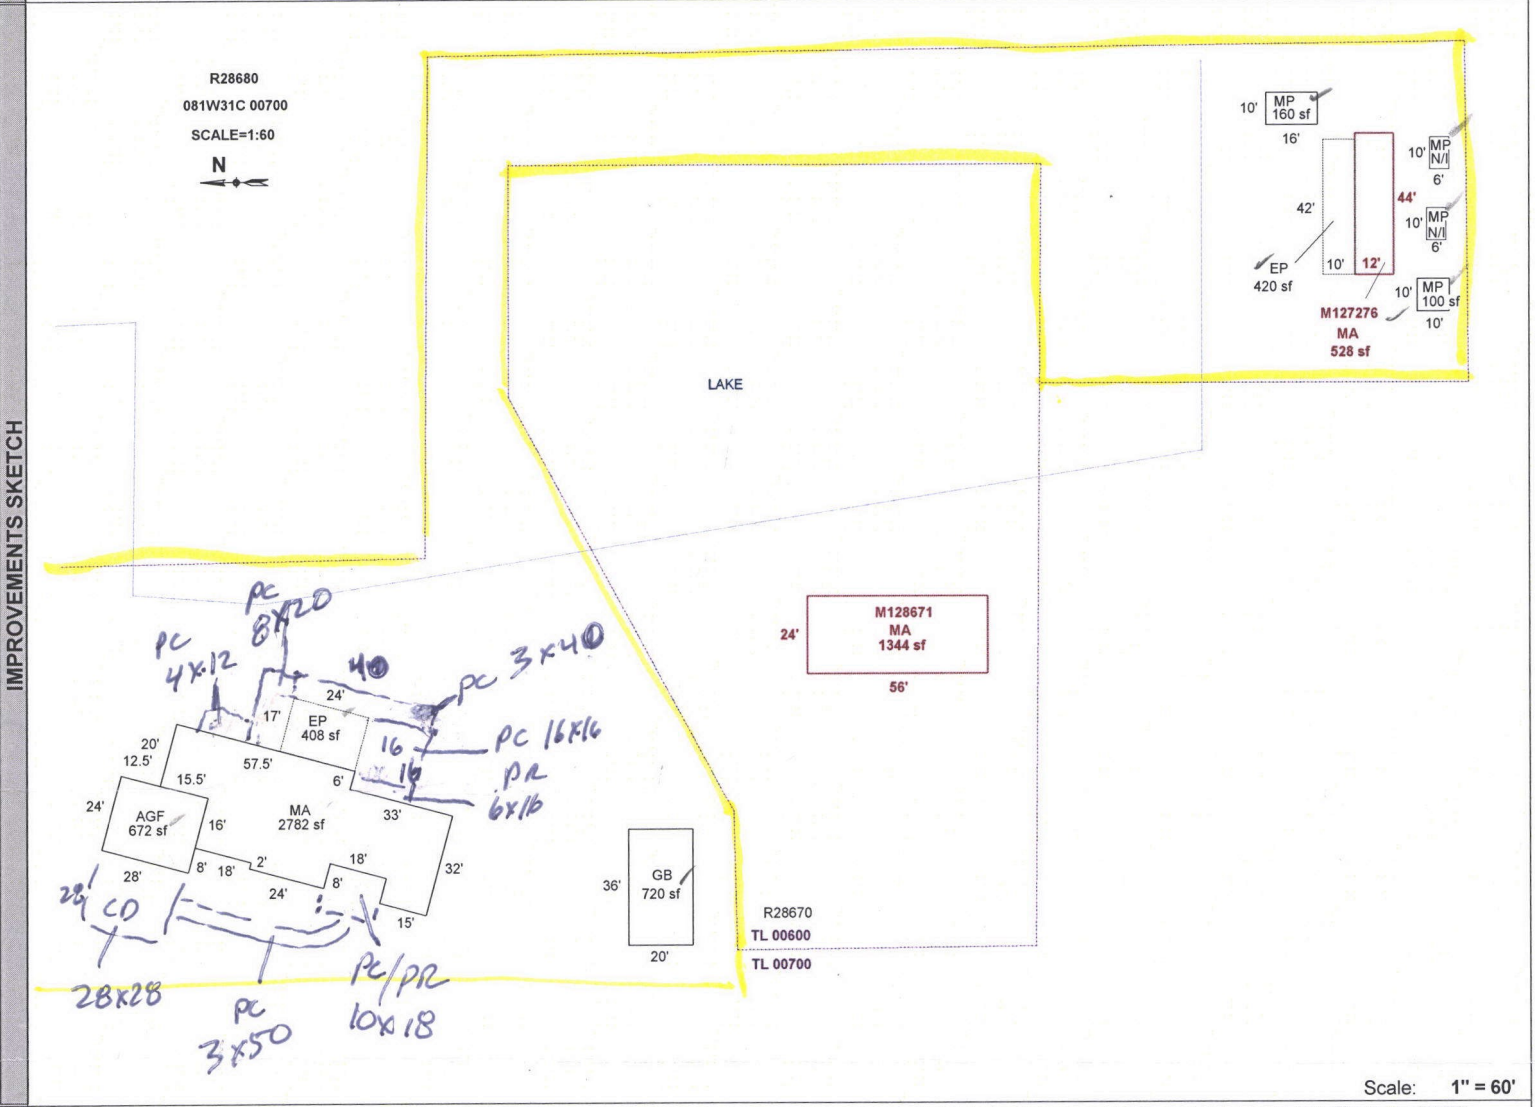 IMPROVEMENTS SKETCH
R28680
081W31C 00700
SCALE=1:60
N
10'
MP
160 sf
16'
10'
MP
N/I
6'
42'
44'
10'
MP
N/I
6'
EP
420 sf
10'
12'
10'
MP
100 sf
10'
M127276
MA
528 sf
LAKE
M128671
MA
1344 sf
24'
56'
PC
8X20
PC
4X12
40
PC 3X40
24'
17'
EP
408 sf
16
PC 16X16
16
PR
6X16
20'
12.5'
57.5'
6'
15.5'
24'
AGF
672 sf
16'
MA
2782 sf
33'
32'
8'
18'
2'
18'
28'
24'
8'
15'
28'
CD
28X28
PC
3X50
PC/PR
10X18
36'
GB
720 sf
20'
R28670
TL 00600
TL 00700
Scale: 1" = 60'